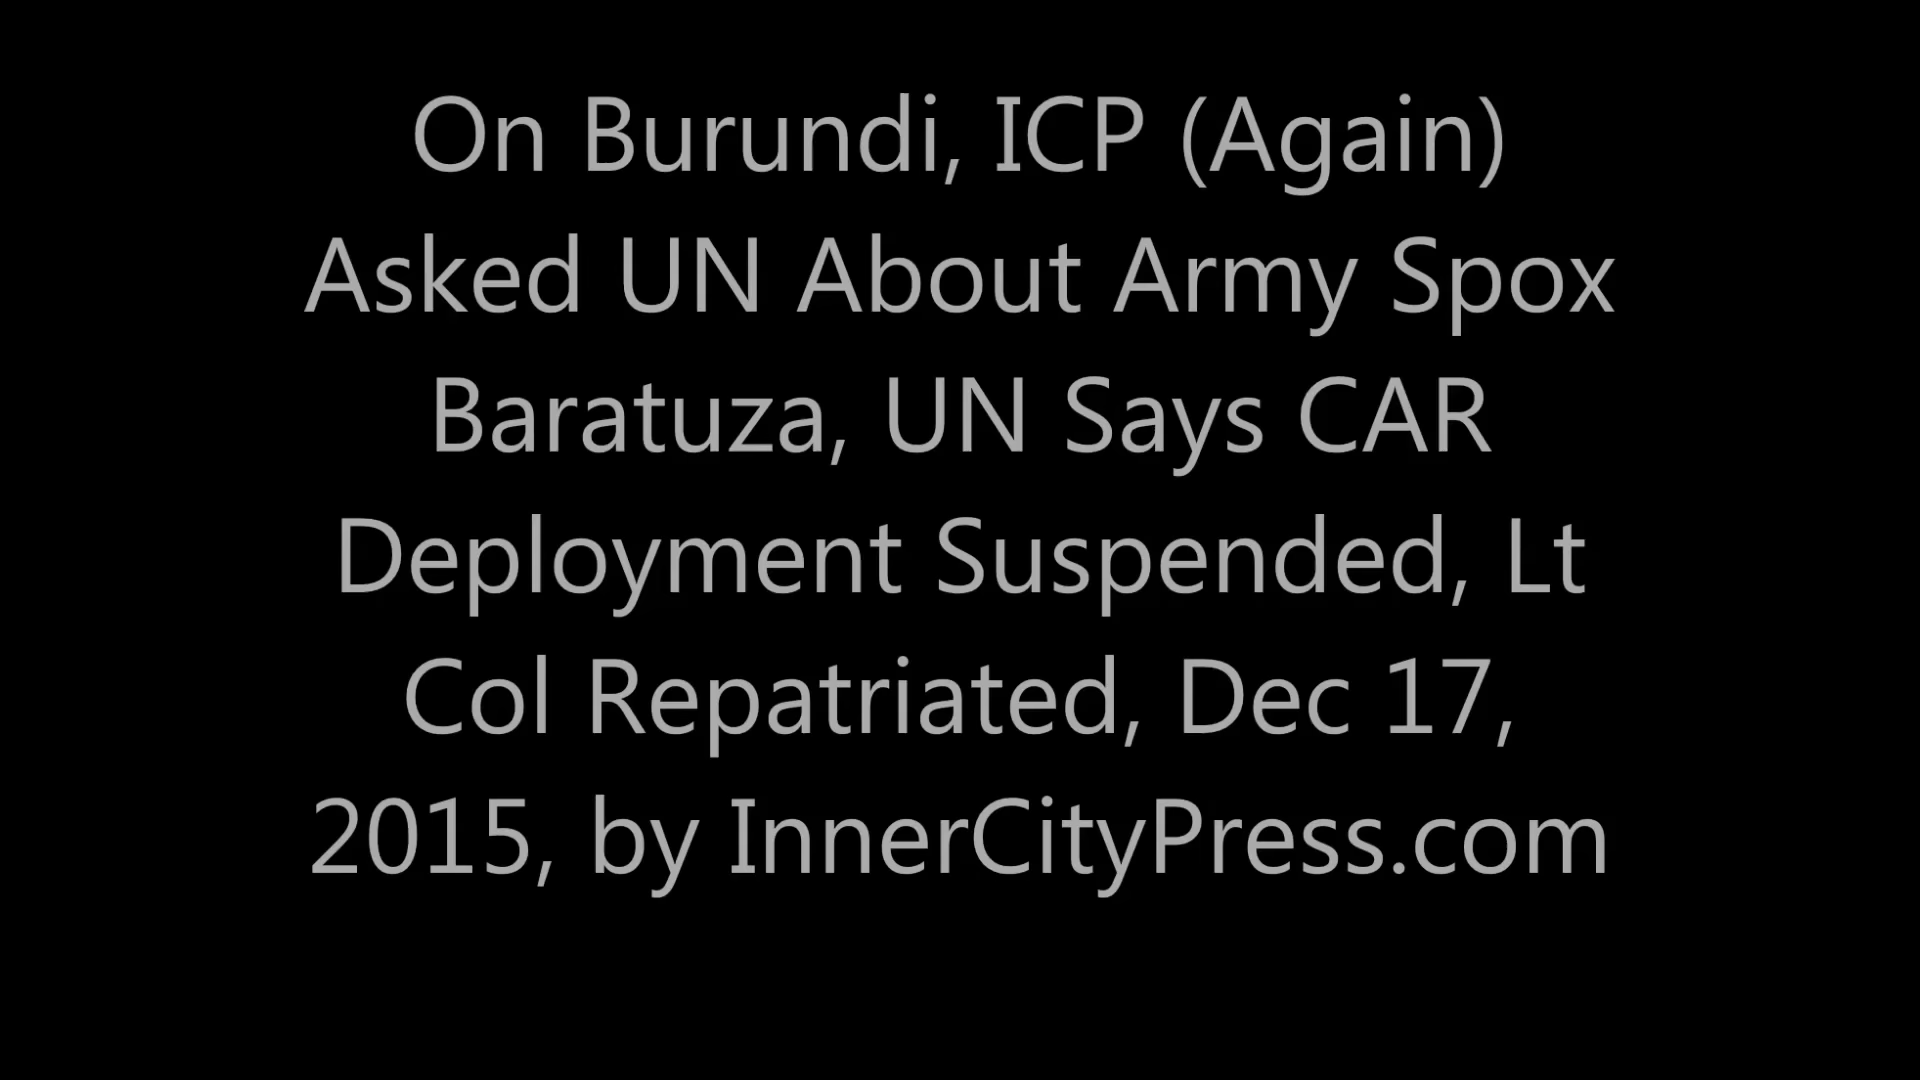 On Burundi, ICP (Again)
Asked UN About Army Spox
Baratuza, UN Says CAR
Deployment Suspended, Lt
Col Repatriated, Dec 17,
2015, by InnerCityPress.com